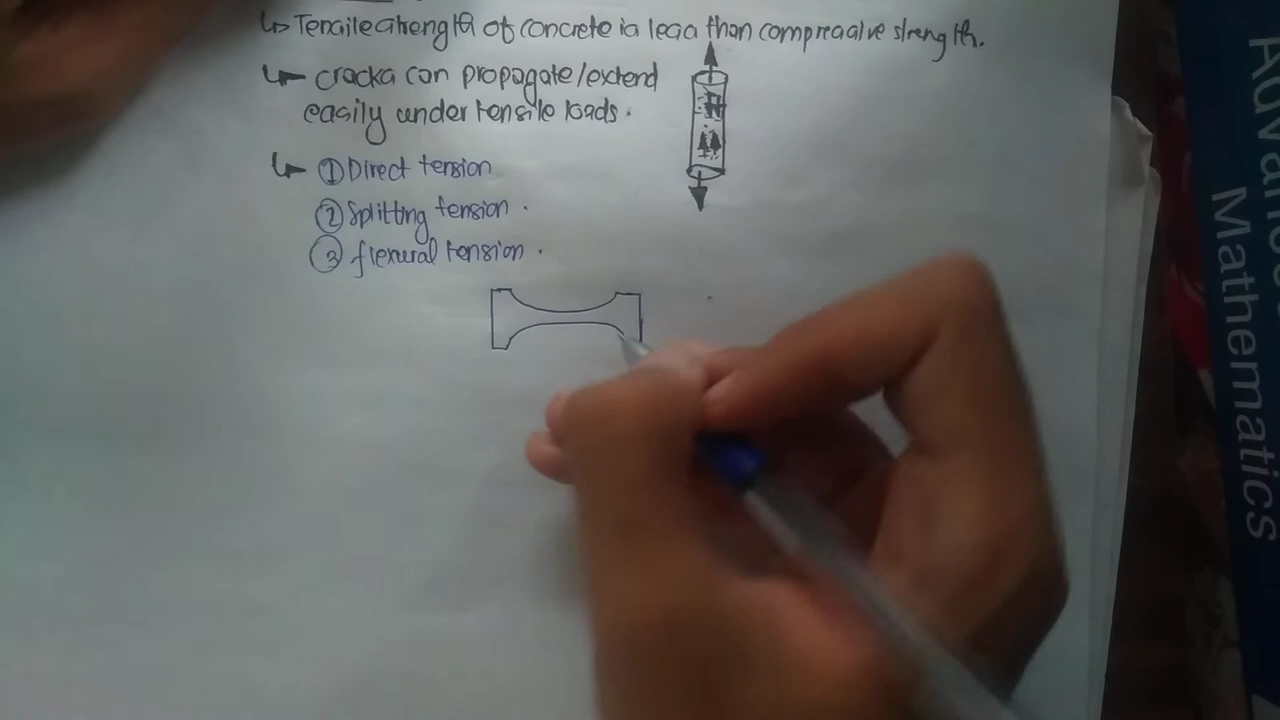 ↳ Tensile strength of concrete is less than compressive strength.
↳ cracks can propagate/extend
easily under tensile loads.
↳ ① Direct tension
② Splitting tension.
③ flexural tension.
Mathematics